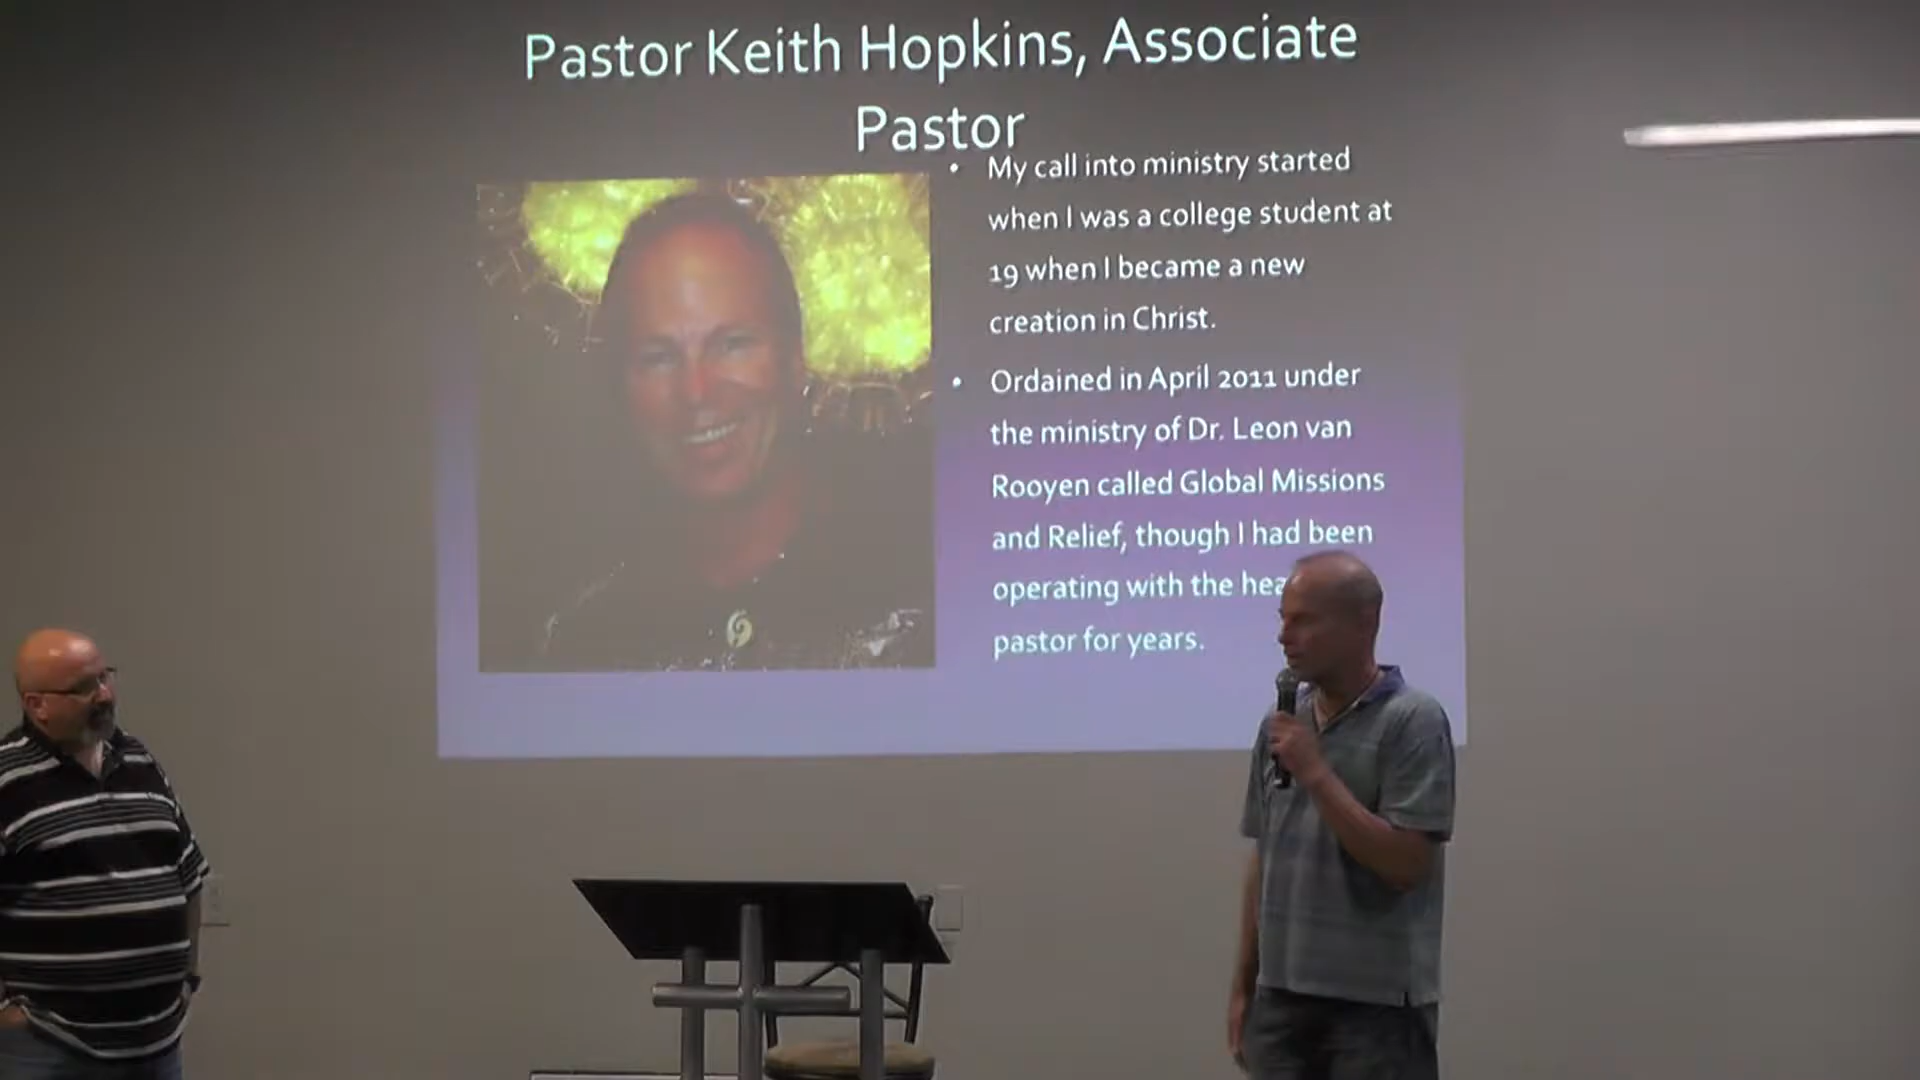 Pastor Keith Hopkins, Associate
Pastor
• My call into ministry started
when I was a college student at
19 when I became a new
creation in Christ.
• Ordained in April 2011 under
the ministry of Dr. Leon van
Rooyen called Global Missions
and Relief, though I had been
operating with the
pastor for years.